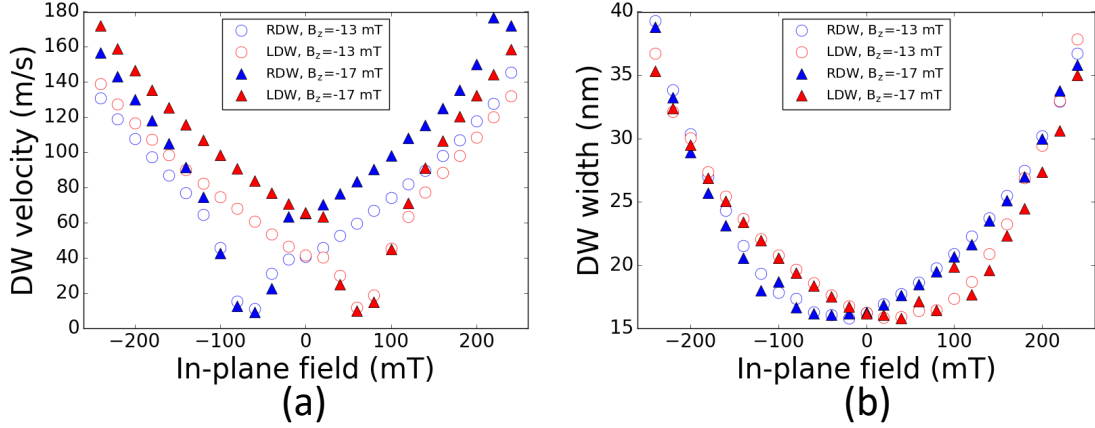 180
160
140
120
100
80
60
40
20
0
DW velocity (m/s)
RDW, B_z=-13 mT
LDW, B_z=-13 mT
RDW, B_z=-17 mT
LDW, B_z=-17 mT
−200 −100 0 100 200
In-plane field (mT)
(a)
40
35
30
25
20
15
DW width (nm)
RDW, B_z=-13 mT
LDW, B_z=-13 mT
RDW, B_z=-17 mT
LDW, B_z=-17 mT
−200 −100 0 100 200
In-plane field (mT)
(b)